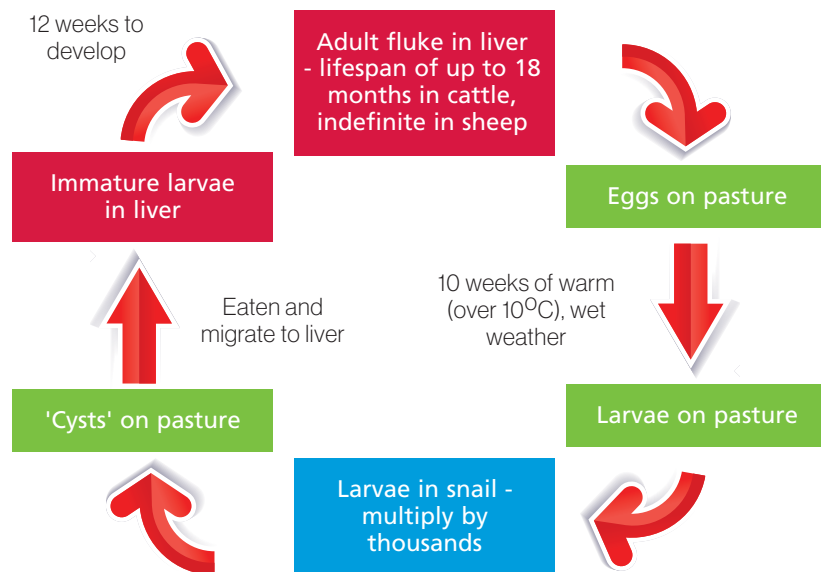 12 weeks to
develop
Adult fluke in liver
- lifespan of up to 18
months in cattle,
indefinite in sheep
Eggs on pasture
10 weeks of warm
(over 10°C), wet
weather
Larvae on pasture
Larvae in snail -
multiply by
thousands
'Cysts' on pasture
Eaten and
migrate to liver
Immature larvae
in liver